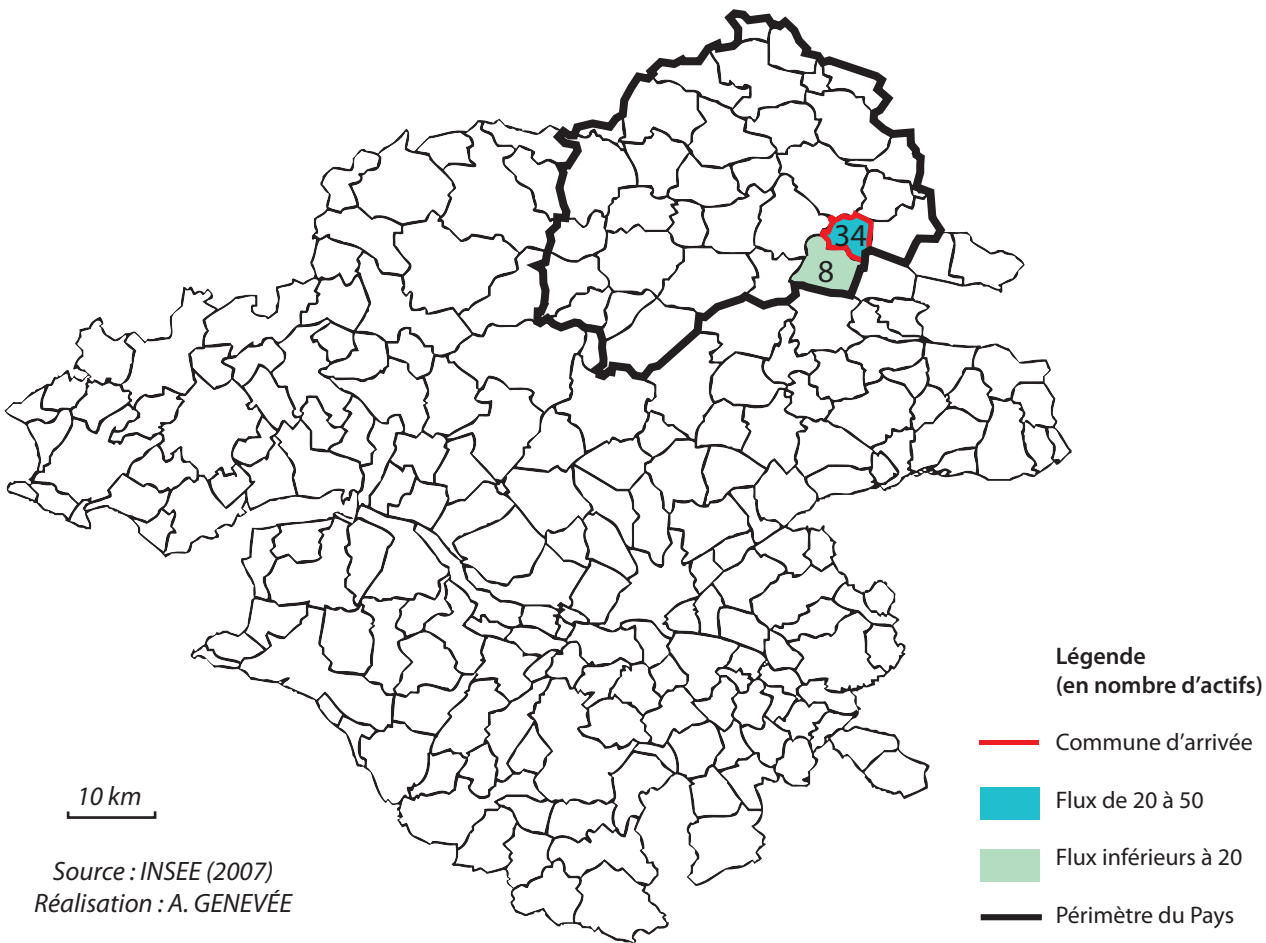 34
8
Légende
(en nombre d'actifs)
Commune d'arrivée
Flux de 20 à 50
Flux inférieurs à 20
Périmètre du Pays
10 km
Source : INSEE (2007)
Réalisation : A. GENEVÉE